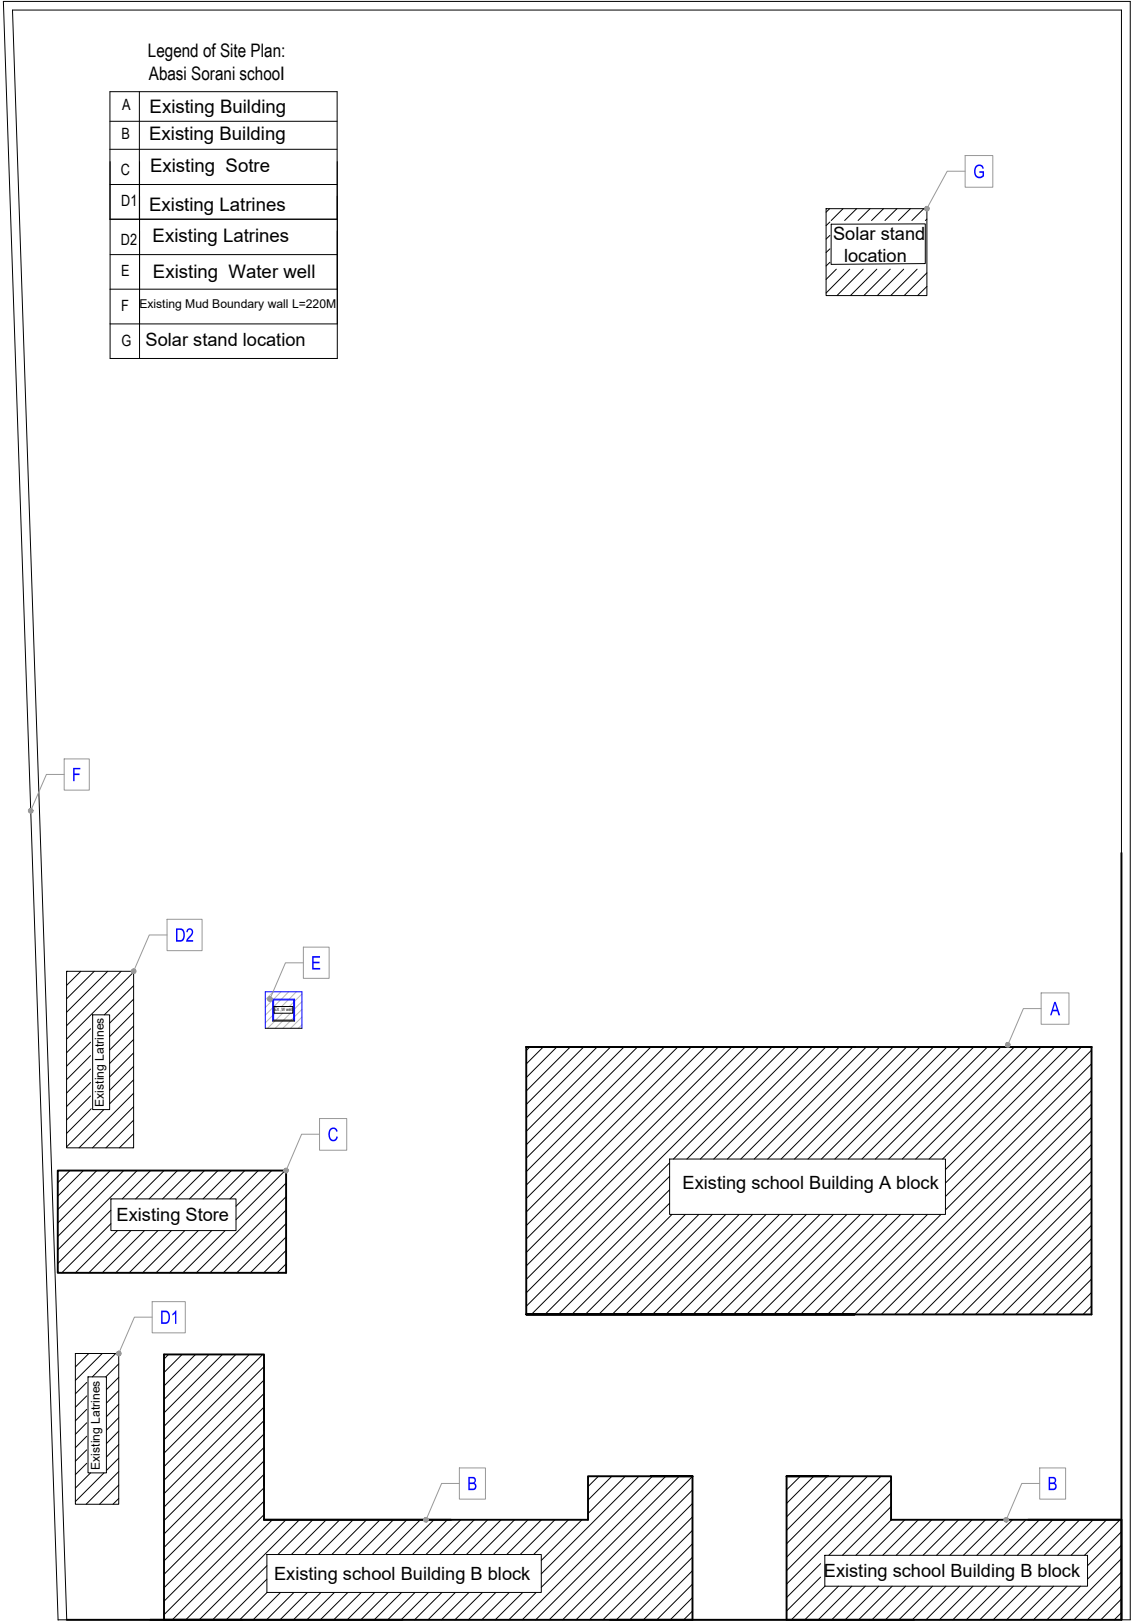 Legend of Site Plan:
Abasi Sorani school
A Existing Building
B Existing Building
C Existing Sotre
D1 Existing Latrines
D2 Existing Latrines
E Existing Water well
F Existing Mud Boundary wall L=220M
G Solar stand location
G
Solar stand
location
F
D2
E
Existing Latrines
A
C
Existing school Building A block
Existing Store
D1
Existing Latrines
B
B
Existing school Building B block
Existing school Building B block